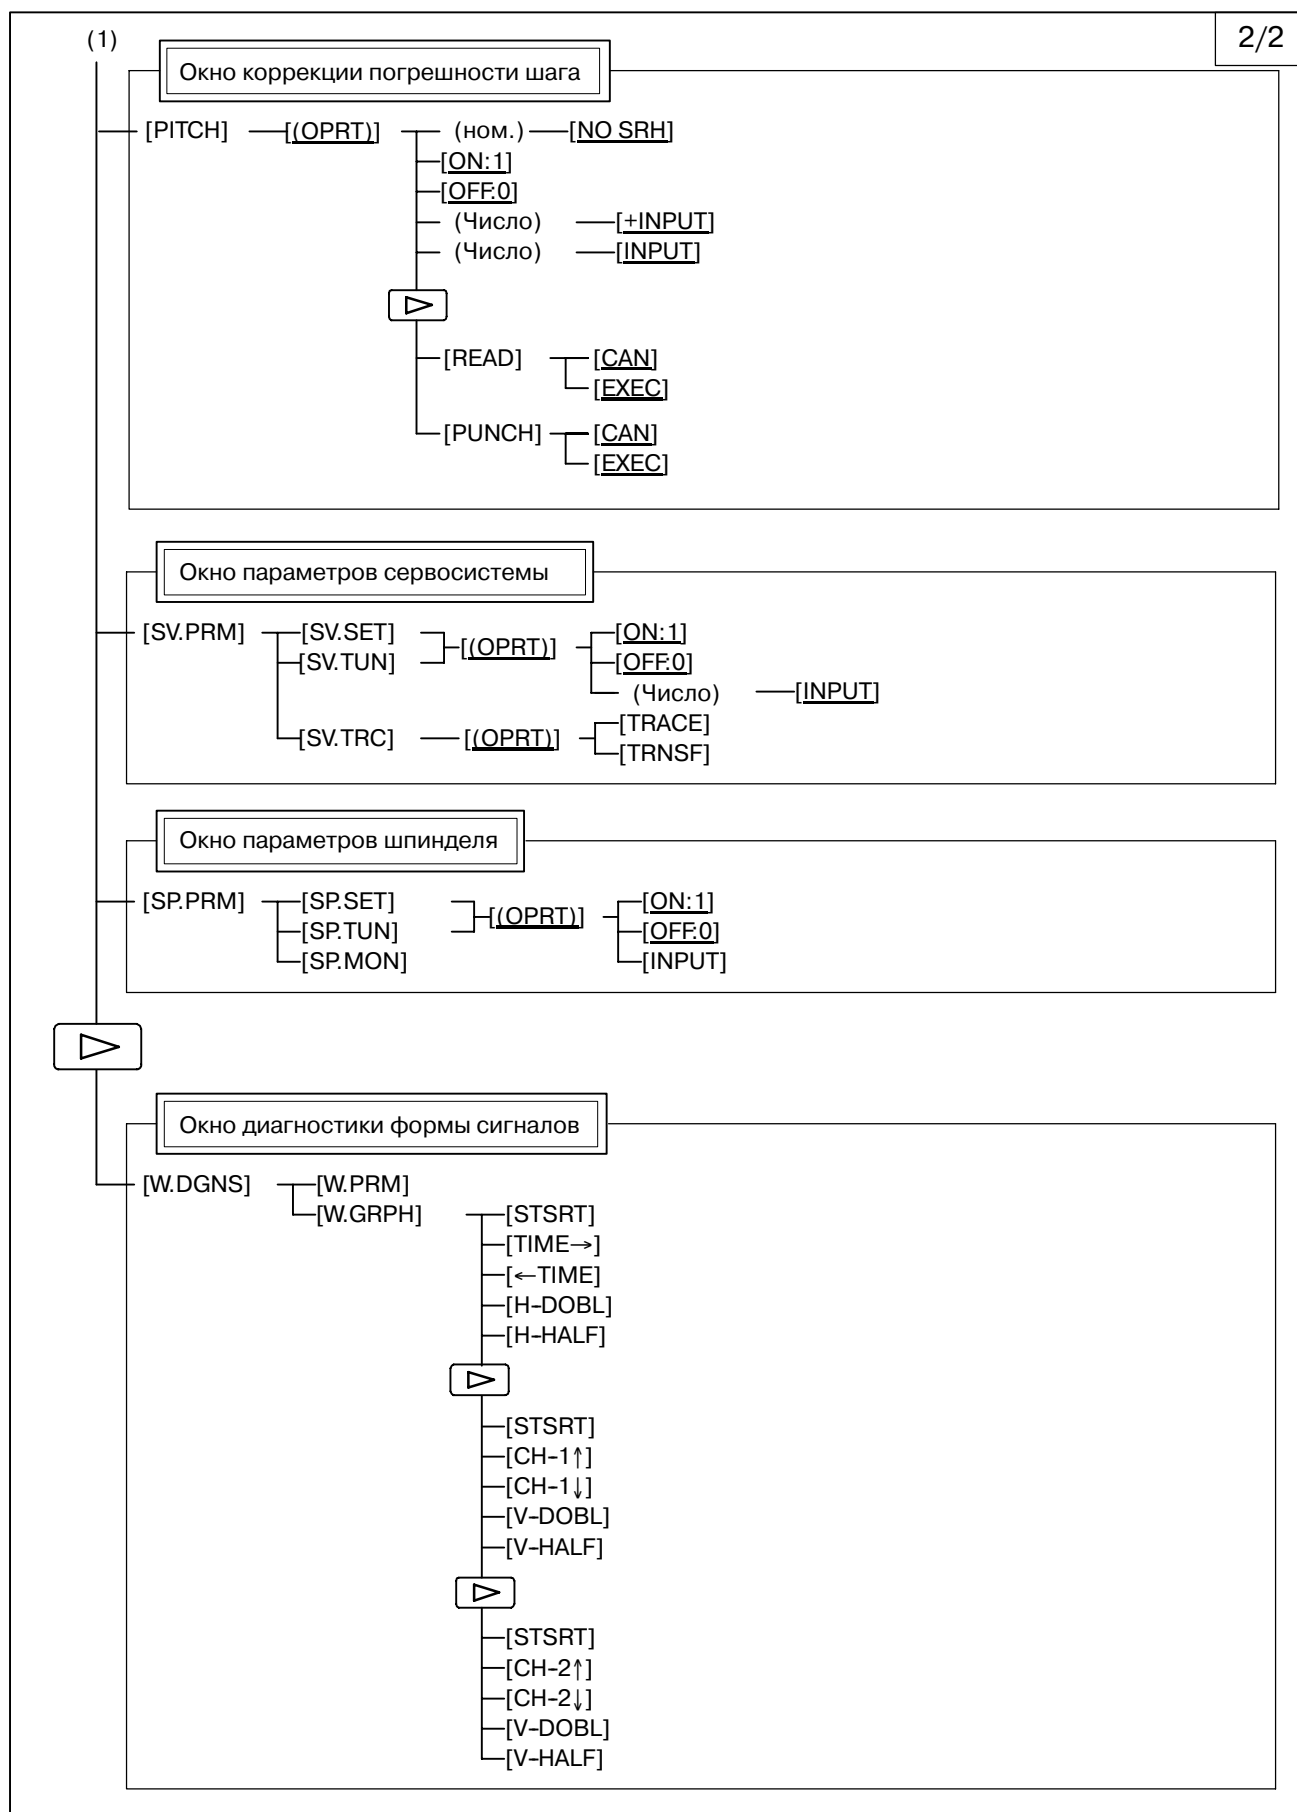 (1)
2/2
Окно коррекции погрешности шага
[PITCH] [(OPRT)] (ном.) [NO SRH]
[ON:1]
[OFF:0]
(Число) [+INPUT]
(Число) [INPUT]
[READ] [CAN]
[EXEC]
[PUNCH] [CAN]
[EXEC]
Окно параметров сервосистемы
[SV.PRM] [SV.SET] [(OPRT)] [ON:1]
[SV.TUN] [OFF:0]
(Число) [INPUT]
[SV.TRC] [(OPRT)] [TRACE]
[TRNSF]
Окно параметров шпинделя
[SP.PRM] [SP.SET] [(OPRT)] [ON:1]
[SP.TUN] [OFF:0]
[SP.MON] [INPUT]
Окно диагностики формы сигналов
[W.DGNS] [W.PRM]
[W.GRPH] [STSRT]
[TIME→]
[←TIME]
[H-DOBL]
[H-HALF]
[STSRT]
[CH-1↑]
[CH-1↓]
[V-DOBL]
[V-HALF]
[STSRT]
[CH-2↑]
[CH-2↓]
[V-DOBL]
[V-HALF]